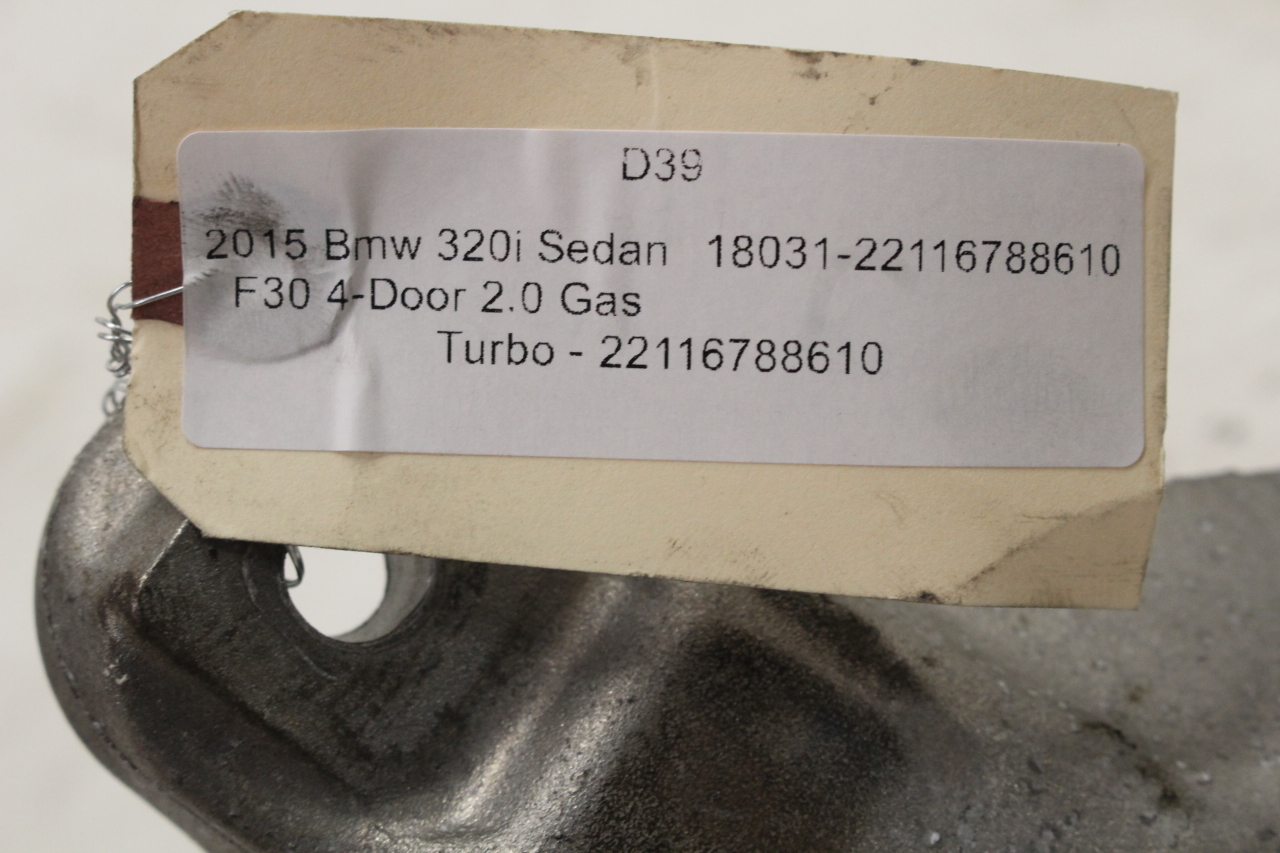 D39
2015 Bmw 320i Sedan 18031-22116788610
F30 4-Door 2.0 Gas
Turbo - 22116788610